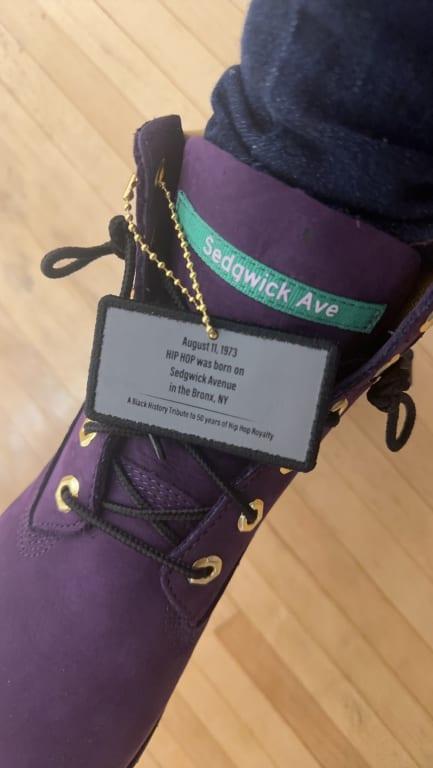 Sedgwick Ave
August 11, 1973
HIP HOP was born on
Sedgwick Avenue
in the Bronx, NY
A Black History Tribute to 50 years of Hip Hop Royalty